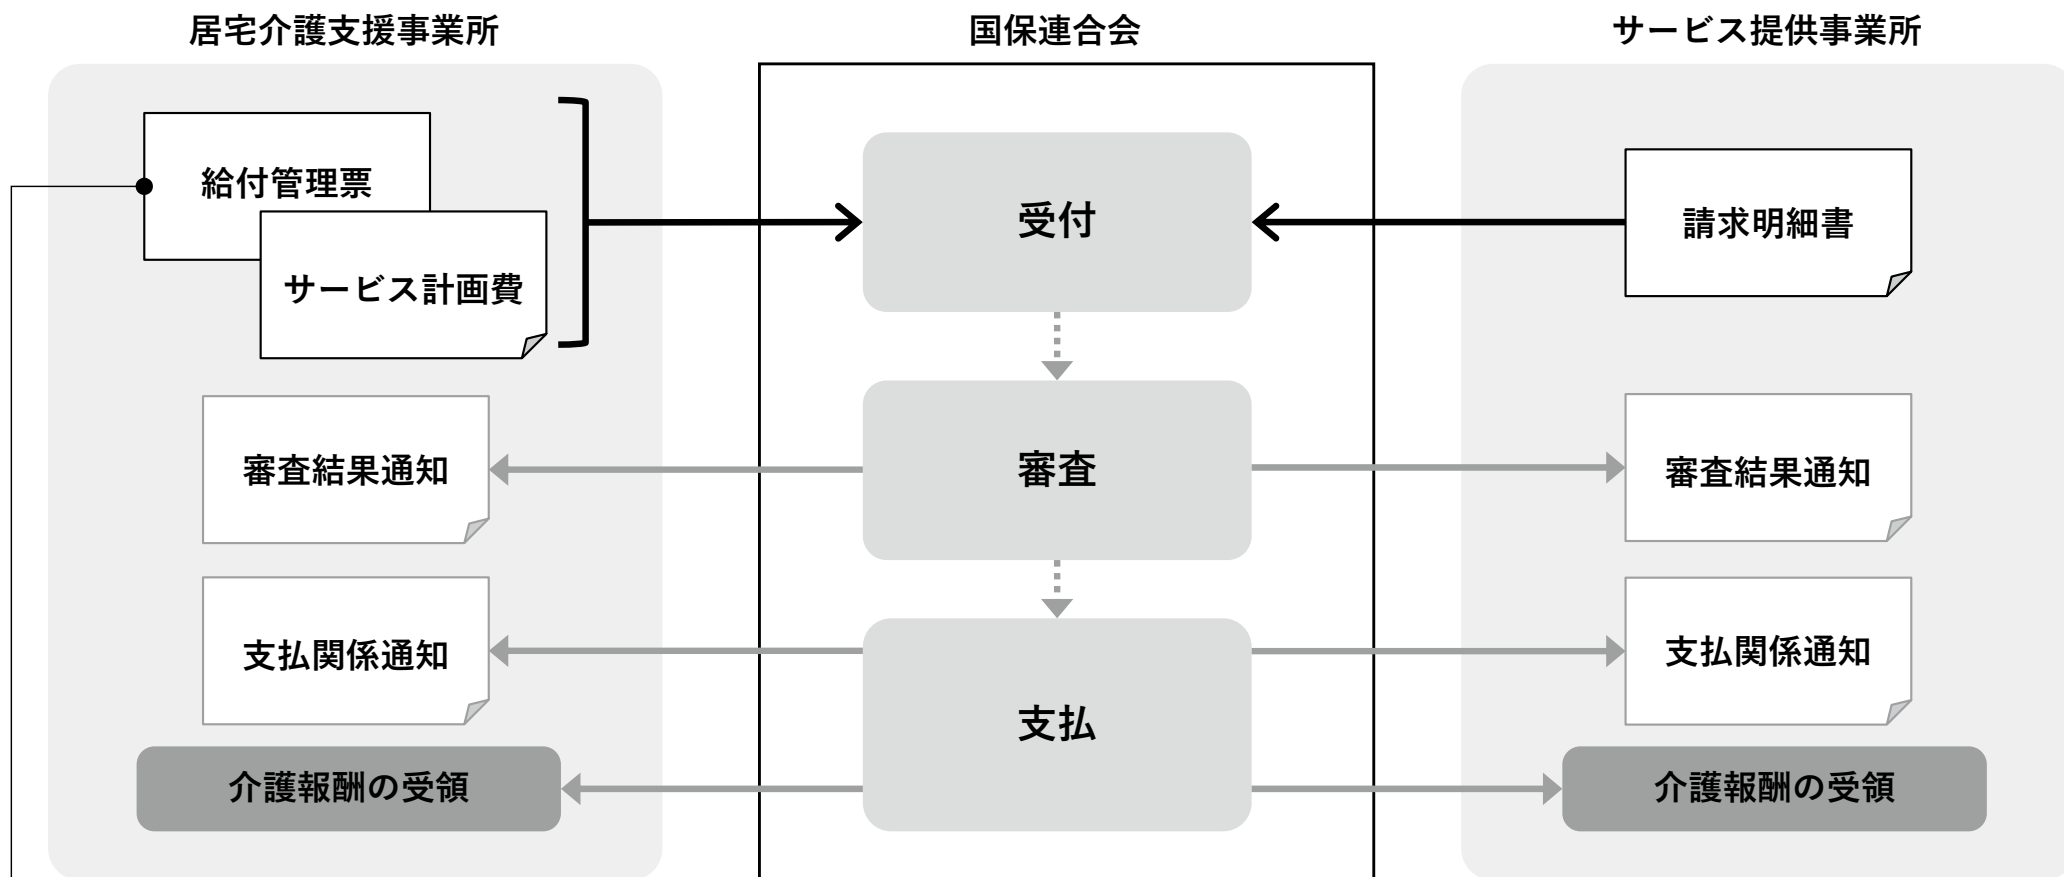 居宅介護支援事業所
国保連合会
サービス提供事業所
給付管理票
サービス計画費
受付
請求明細書
審査結果通知
審査
審査結果通知
支払関係通知
支払
支払関係通知
介護報酬の受領
介護報酬の受領